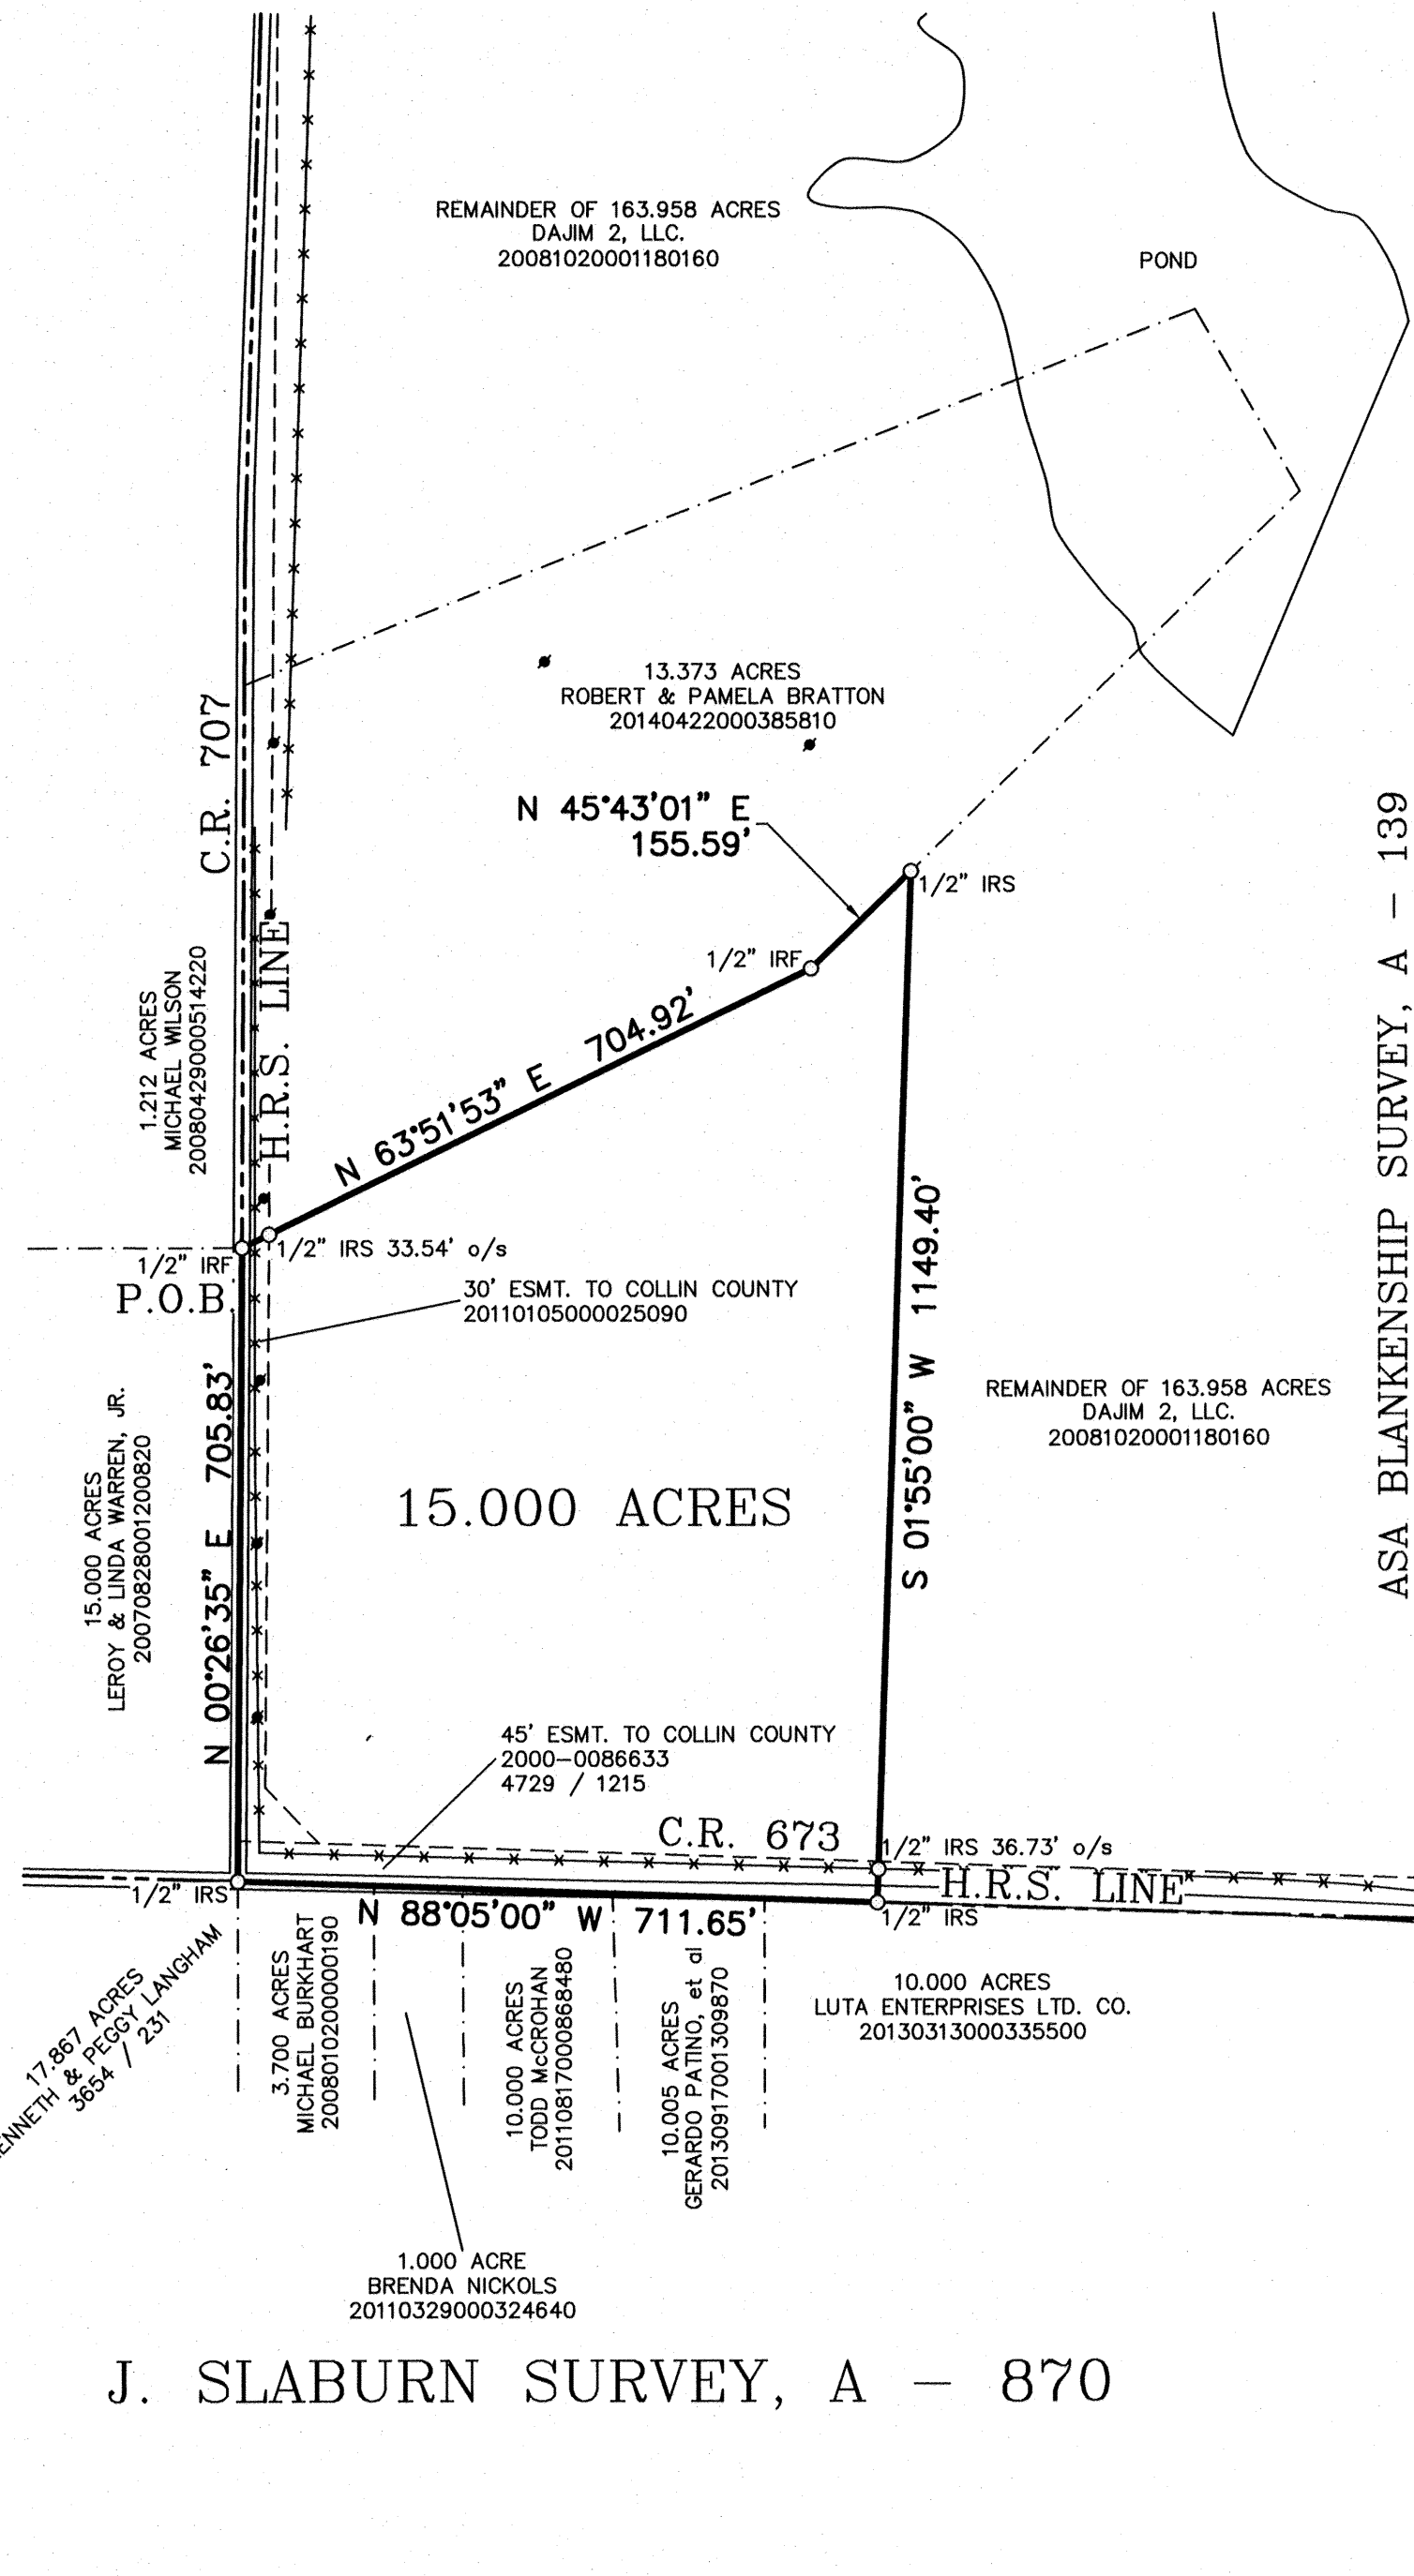 REMAINDER OF 163.958 ACRES
DAJIM 2, LLC.
20081020001180160
POND
13.373 ACRES
ROBERT & PAMELA BRATTON
20140422000385810
C.R. 707
N 45°43'01" E
155.59'
1/2" IRS
1/2" IRF
N 63°51'53" E 704.92'
H.R.S. LINE
1.212 ACRES
MICHAEL WILSON
20080429000514220
ASA BLANKENSHIP SURVEY, A - 139
1/2" IRF
P.O.B.
1/2" IRS 33.54' o/s
30' ESMT. TO COLLIN COUNTY
20110105000025090
S 01°55'00" W 1149.40'
REMAINDER OF 163.958 ACRES
DAJIM 2, LLC.
20081020001180160
15.000 ACRES
LEROY & LINDA WARREN, JR.
20070828001200820
N 00°26'35" E 705.83'
15.000 ACRES
45' ESMT. TO COLLIN COUNTY
2000-0086633
4729 / 1215
C.R. 673
1/2" IRS 36.73' o/s
H.R.S. LINE
1/2" IRS
1/2" IRS
N 88°05'00" W 711.65'
17.867 ACRES
ENNETH & PEGGY LANGHAM
3654 / 231
3.700 ACRES
MICHAEL BURKHART
20080102000000190
10.000 ACRES
TODD McCROHAN
20110817000868480
10.005 ACRES
GERARDO PATINO, et al
20130917001309870
10.000 ACRES
LUTA ENTERPRISES LTD. CO.
20130313000335500
1.000 ACRE
BRENDA NICKOLS
20110329000324640
J. SLABURN SURVEY, A - 870